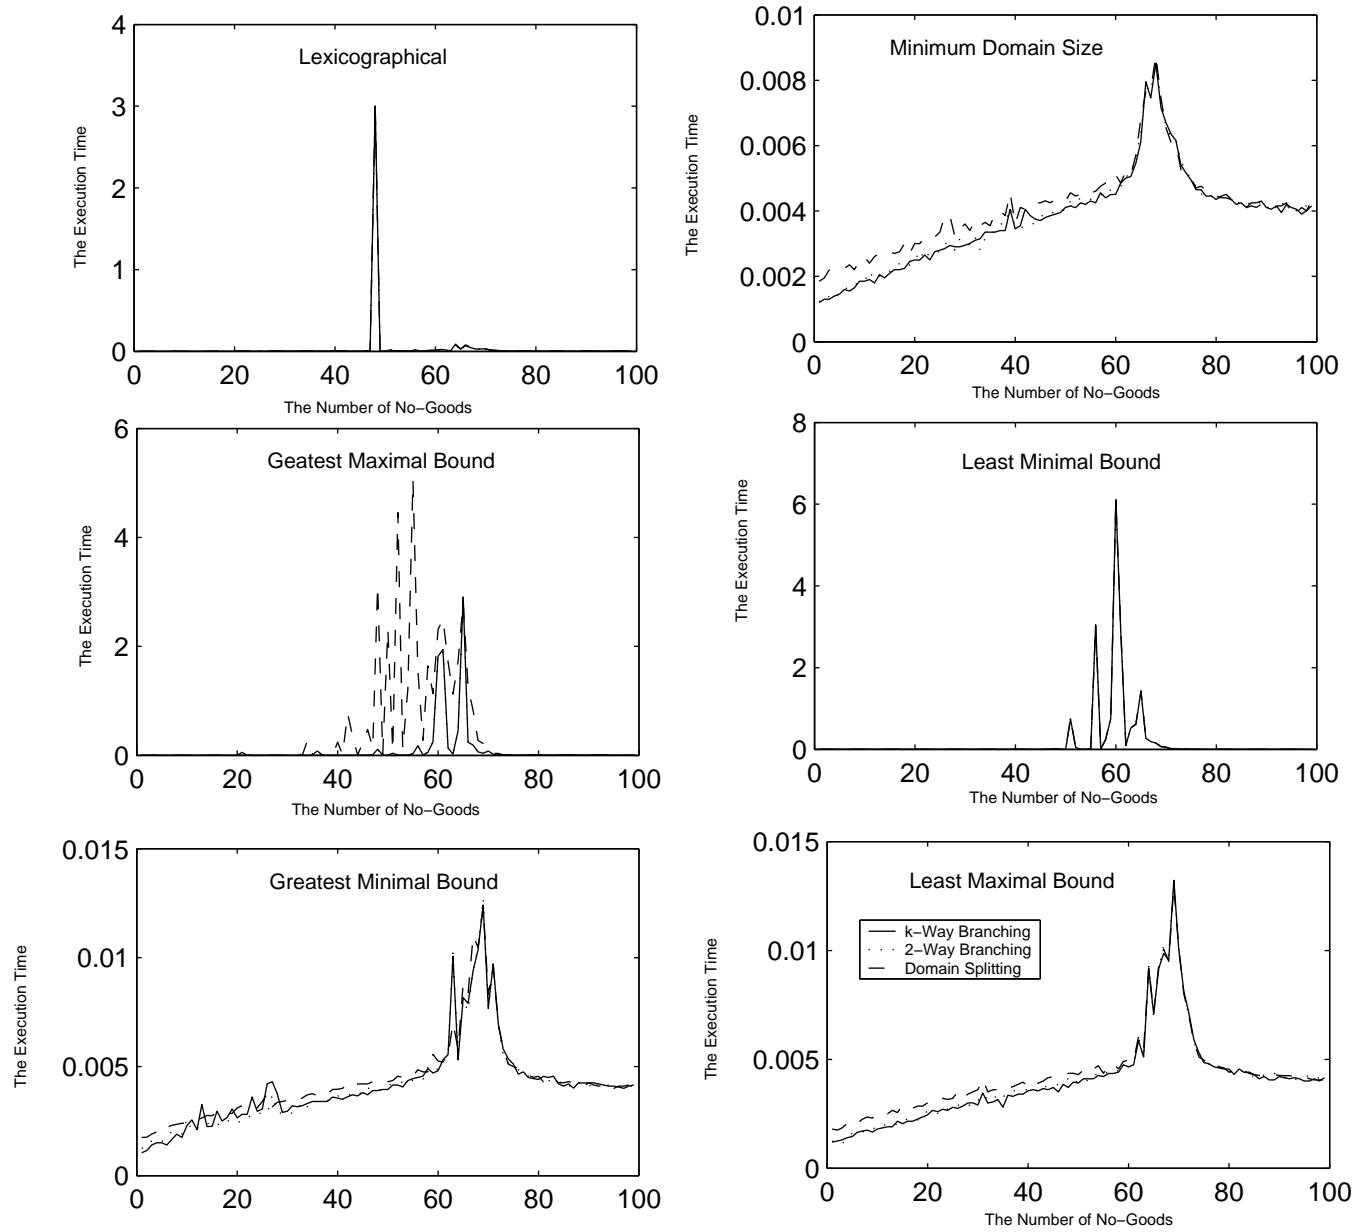 Lexicographical
The Execution Time
4
3
2
1
0
0 20 40 60 80 100
The Number of No-Goods
Minimum Domain Size
The Execution Time
0.01
0.008
0.006
0.004
0.002
0
0 20 40 60 80 100
The Number of No-Goods
Geatest Maximal Bound
The Execution Time
6
4
2
0
0 20 40 60 80 100
The Number of No-Goods
Least Minimal Bound
The Execution Time
8
6
4
2
0
0 20 40 60 80 100
The Number of No-Goods
Greatest Minimal Bound
The Execution Time
0.015
0.01
0.005
0
0 20 40 60 80 100
Least Maximal Bound
k-Way Branching
2-Way Branching
Domain Splitting
The Execution Time
0.015
0.01
0.005
0
0 20 40 60 80 100
The Number of No-Goods